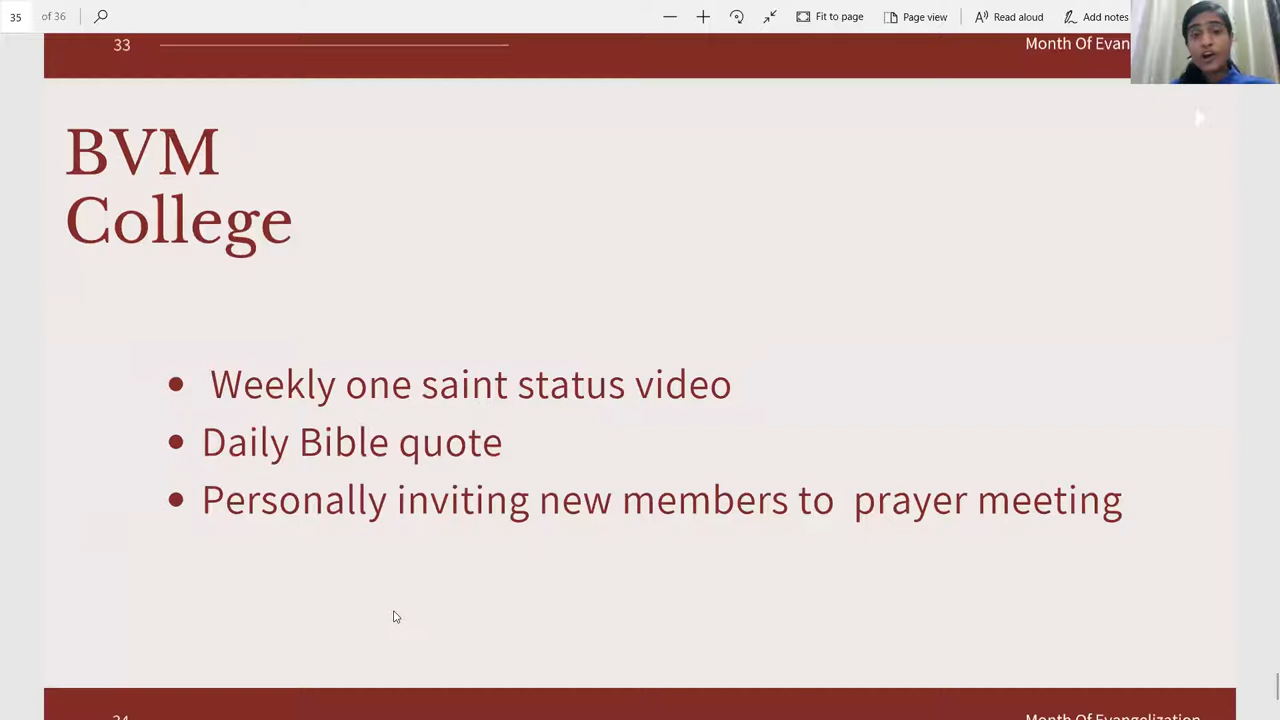 35 of 36 Fit to page Page view Read aloud Add notes
33 Month Of Evan
BVM
College
Weekly one saint status video
Daily Bible quote
Personally inviting new members to prayer meeting
34 Month Of Evangelization